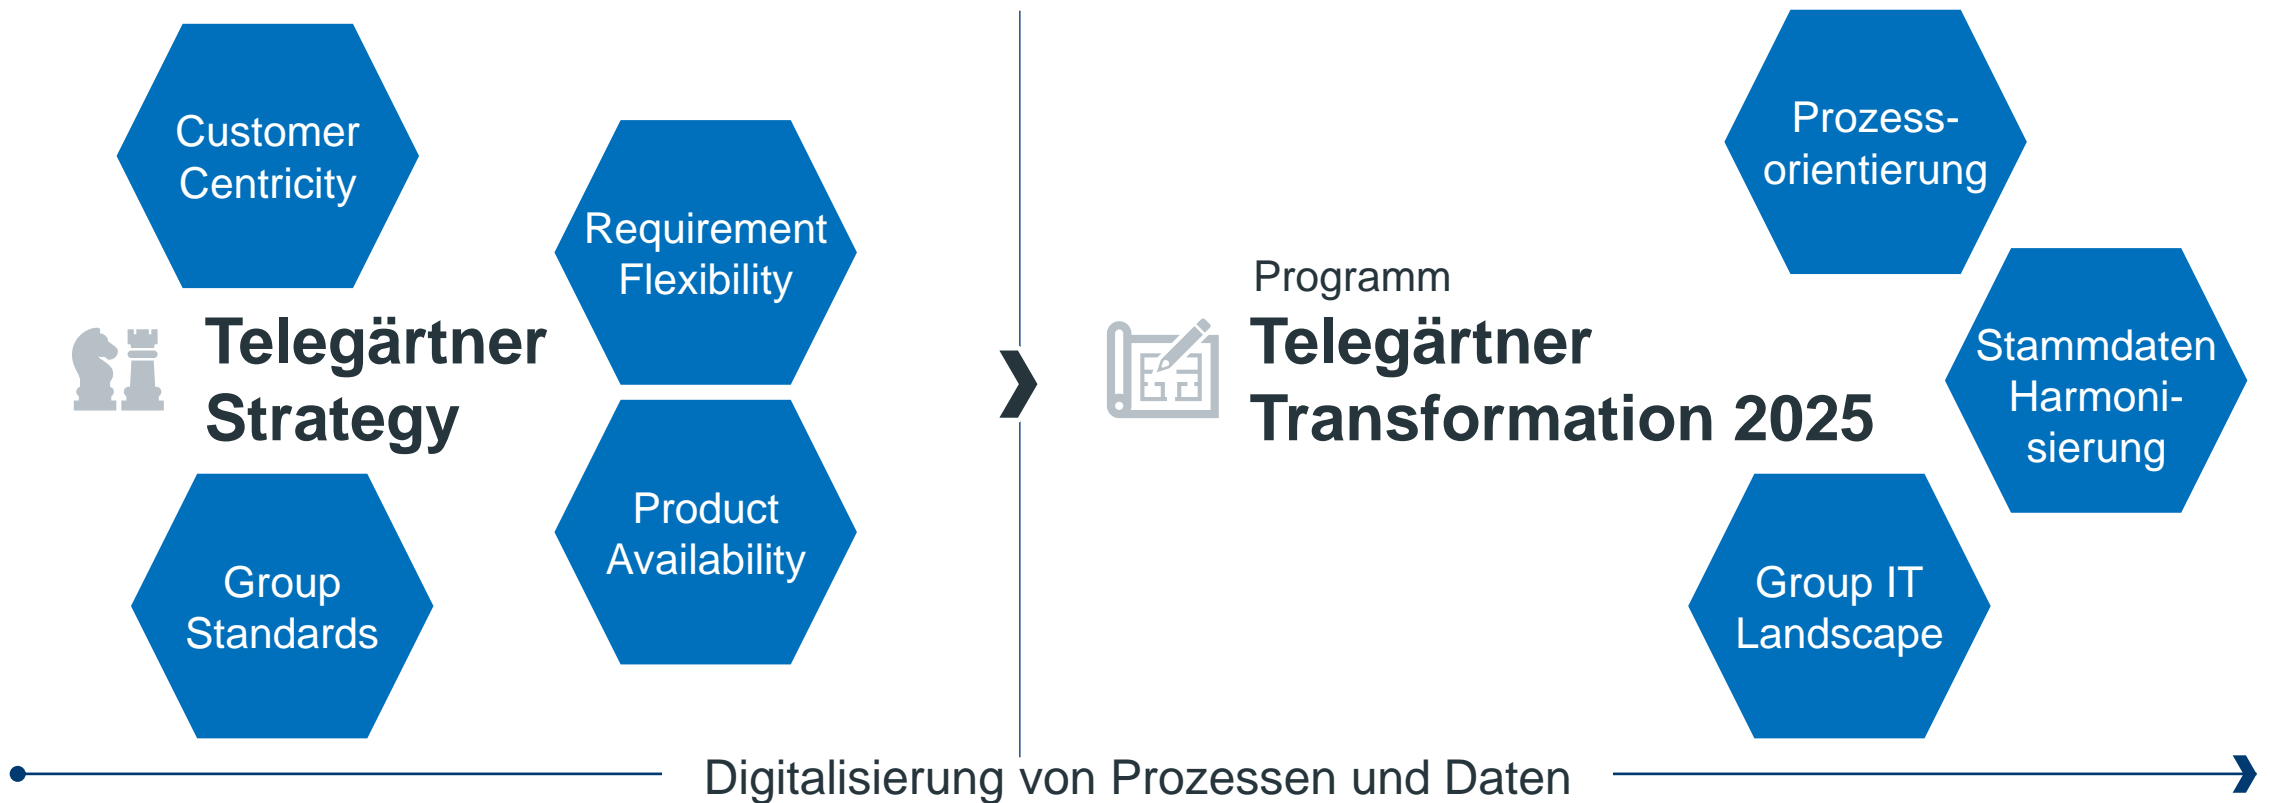 Customer
Centricity
Requirement
Flexibility
Telegärtner
Strategy
Product
Availability
Group
Standards
Prozess-
orientierung
Programm
Telegärtner
Transformation 2025
Stammdaten
Harmoni-
sierung
Group IT
Landscape
Digitalisierung von Prozessen und Daten